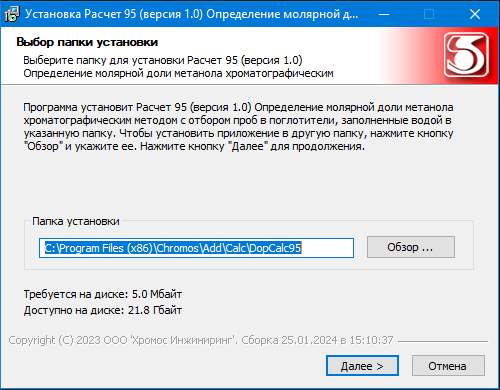 Установка Расчет 95 (версия 1.0) Определение молярной д...
Выбор папки установки
Выберите папку для установки Расчет 95 (версия 1.0)
Определение молярной доли метанола хроматографическим
Программа установит Расчет 95 (версия 1.0) Определение молярной доли метанола
хроматографическим методом с отбором проб в поглотители, заполненные водой в
указанную папку. Чтобы установить приложение в другую папку, нажмите кнопку
"Обзор" и укажите ее. Нажмите кнопку "Далее" для продолжения.
Папка установки
C:\Program Files (x86)\Chromos\Add\Calc\DopCalc95
Обзор ...
Требуется на диске: 5.0 Мбайт
Доступно на диске: 21.8 Гбайт
Copyright (C) 2023 ООО 'Хромос Инжиниринг'. Сборка 25.01.2024 в 15:10:37
Далее >
Отмена